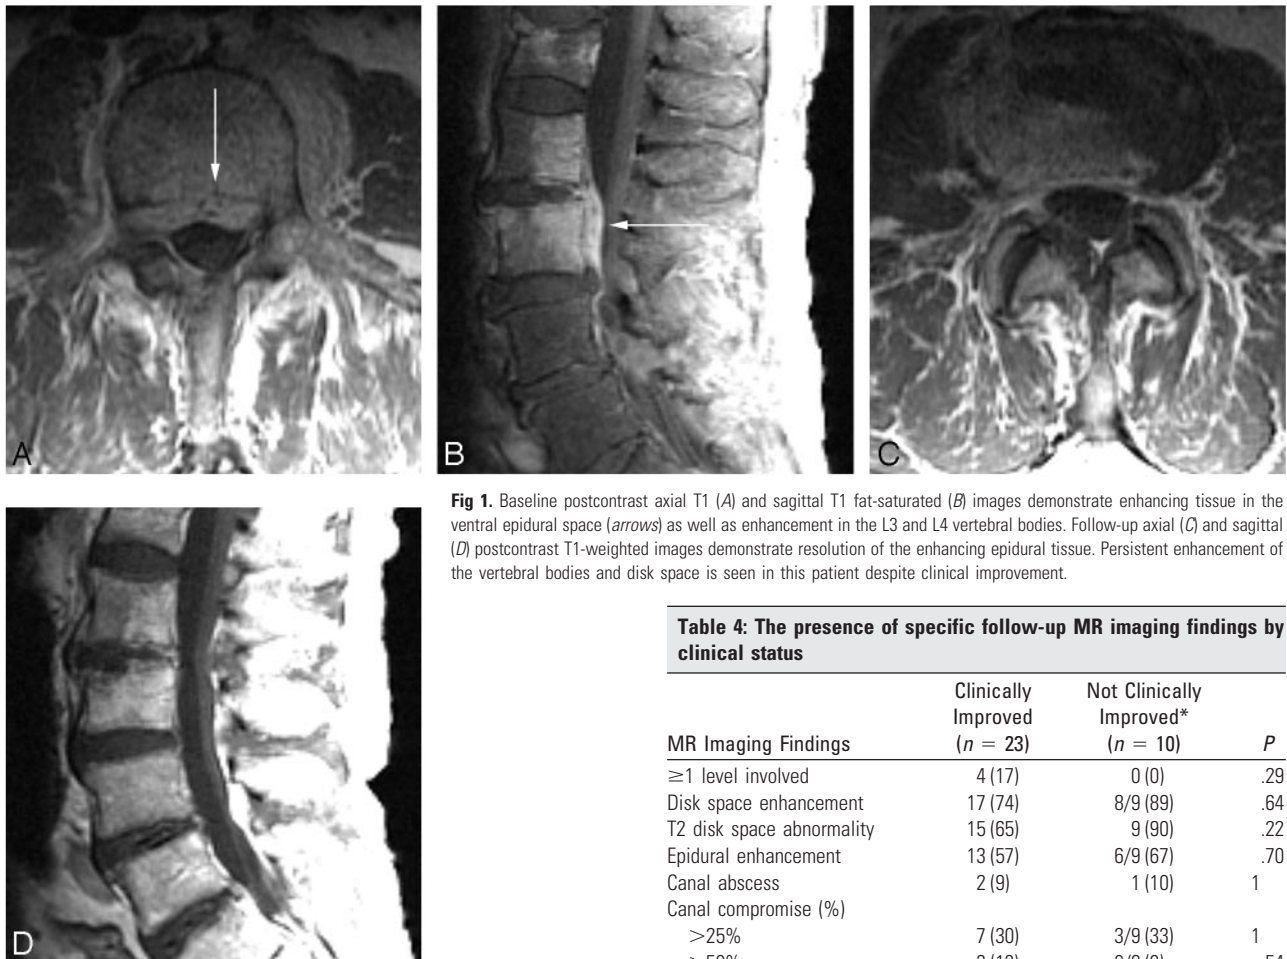 A
B
C
Fig 1. Baseline postcontrast axial T1 (A) and sagittal T1 fat-saturated (B) images demonstrate enhancing tissue in the
ventral epidural space (arrows) as well as enhancement in the L3 and L4 vertebral bodies. Follow-up axial (C) and sagittal
(D) postcontrast T1-weighted images demonstrate resolution of the enhancing epidural tissue. Persistent enhancement of
the vertebral bodies and disk space is seen in this patient despite clinical improvement.
D
Table 4: The presence of specific follow-up MR imaging findings by
clinical status
Clinically Not Clinically
Improved Improved*
MR Imaging Findings (n = 23) (n = 10) P
≥1 level involved 4 (17) 0 (0) .29
Disk space enhancement 17 (74) 8/9 (89) .64
T2 disk space abnormality 15 (65) 9 (90) .22
Epidural enhancement 13 (57) 6/9 (67) .70
Canal abscess 2 (9) 1 (10) 1
Canal compromise (%)
>25% 7 (30) 3/9 (33) 1